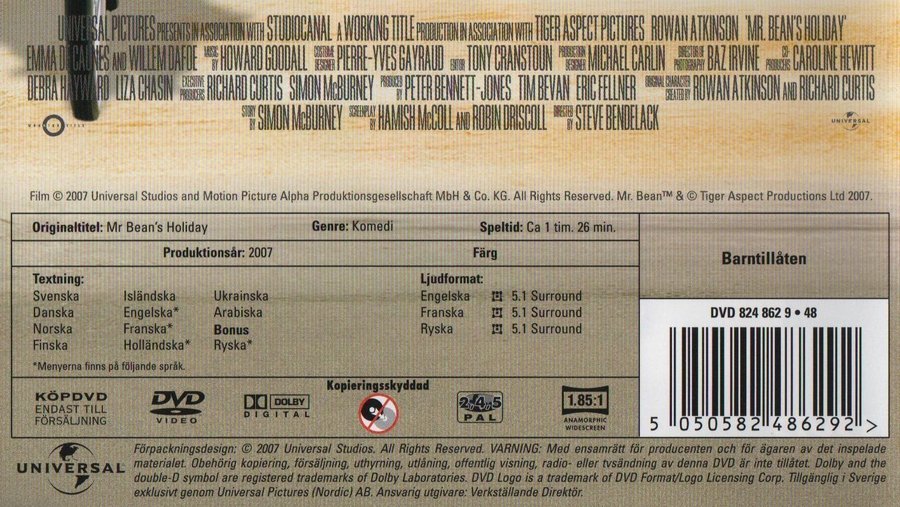 UNIVERSAL PICTURES PRESENTS IN ASSOCIATION WITH STUDIOCANAL A WORKING TITLE PRODUCTION IN ASSOCIATION WITH TIGER ASPECT PICTURES ROWAN ATKINSON 'MR. BEAN'S HOLIDAY'
EMMA DE CAUNES AND WILLEM DAFOE MUSIC BY HOWARD GOODALL COSTUME DESIGNER PIERRE-YVES GAYRAUD EDITOR TONY CRANSTOUN PRODUCTION DESIGNER MICHAEL CARLIN DIRECTOR OF PHOTOGRAPHY BAZ IRVINE CO-PRODUCERS CAROLINE HEWITT
DEBRA HAYWARD LIZA CHASIN EXECUTIVE PRODUCERS RICHARD CURTIS SIMON McBURNEY PRODUCED BY PETER BENNETT-JONES TIM BEVAN ERIC FELLNER ORIGINAL CHARACTER CREATED BY ROWAN ATKINSON AND RICHARD CURTIS
STORY BY SIMON McBURNEY SCREENPLAY BY HAMISH McCOLL AND ROBIN DRISCOLL DIRECTED BY STEVE BENDELACK
UNIVERSAL
Film © 2007 Universal Studios and Motion Picture Alpha Produktionsgesellschaft MbH & Co. KG. All Rights Reserved. Mr. Bean™ & © Tiger Aspect Productions Ltd 2007.
Originaltitel: Mr Bean's Holiday Genre: Komedi Speltid: Ca 1 tim. 26 min.
Produktionsår: 2007 Färg
Barntillåten
Textning:
Svenska Isländska Ukrainska
Danska Engelska* Arabiska
Norska Franska* Bonus
Finska Holländska* Ryska*
*Menyerna finns på följande språk.
Ljudformat:
Engelska 5.1 Surround
Franska 5.1 Surround
Ryska 5.1 Surround
DVD 824 862 9 • 48
5 050582 486292 >
KÖPDVD
ENDAST TILL
FÖRSÄLJNING
DVD
VIDEO
DOLBY
DIGITAL
Kopieringsskyddad
2.4.5
PAL
1.85:1
ANAMORPHIC
WIDESCREEN
UNIVERSAL
Förpackningsdesign: © 2007 Universal Studios. All Rights Reserved. VARNING: Med ensamrätt för producenten och för ägaren av det inspelade
materialet. Obehörig kopiering, försäljning, uthyrning, utlåning, offentlig visning, radio- eller tvsändning av denna DVD är inte tillåtet. Dolby and the
double-D symbol are registered trademarks of Dolby Laboratories. DVD Logo is a trademark of DVD Format/Logo Licensing Corp. Tillgänglig i Sverige
exklusivt genom Universal Pictures (Nordic) AB. Ansvarig utgivare: Verkställande Direktör.